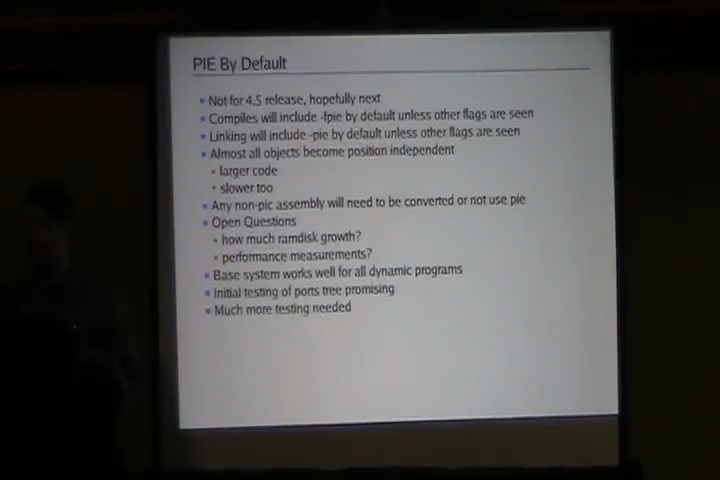 PIE By Default
Not for 4.5 release, hopefully next
Compiles will include -fpie by default unless other flags are seen
Linking will include -pie by default unless other flags are seen
Almost all objects become position independent
larger code
slower too
Any non-pic assembly will need to be converted or not use pie
Open Questions
how much ramdisk growth?
performance measurements?
Base system works well for all dynamic programs
Initial testing of ports tree promising
Much more testing needed